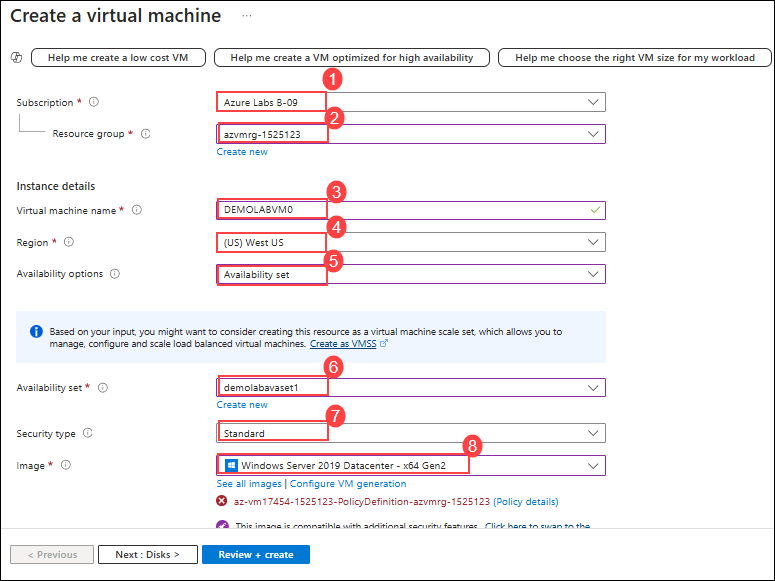 Create a virtual machine ...
Help me create a low cost VM
Help me create a VM optimized for high availability
Help me choose the right VM size for my workload
1
Subscription * Azure Labs B-09
2
Resource group * azvmrg-1525123
Create new
Instance details
3
Virtual machine name * DEMOLABVM0
4
Region * (US) West US
5
Availability options Availability set
Based on your input, you might want to consider creating this resource as a virtual machine scale set, which allows you to
manage, configure and scale load balanced virtual machines. Create as VMSS
6
Availability set * demolabavaset1
Create new
7
Security type Standard
8
Image * Windows Server 2019 Datacenter - x64 Gen2
See all images | Configure VM generation
az-vm17454-1525123-PolicyDefinition-azvmrg-1525123 (Policy details)
This image is compatible with additional security features. Click here to swap to the
< Previous
Next : Disks >
Review + create